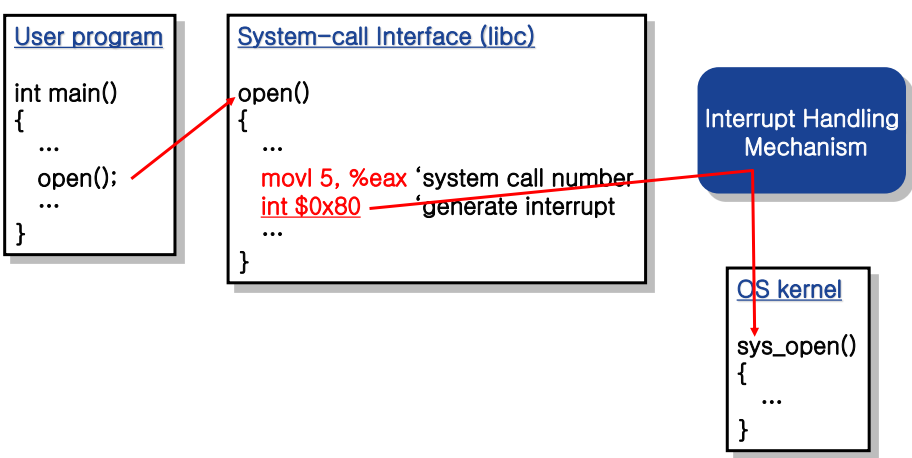 User program
int main()
{
...
open();
...
}
System-call Interface (libc)
open()
{
...
movl 5, %eax ‘system call number
int $0x80 ‘generate interrupt
...
}
Interrupt Handling
Mechanism
OS kernel
sys_open()
{
...
}